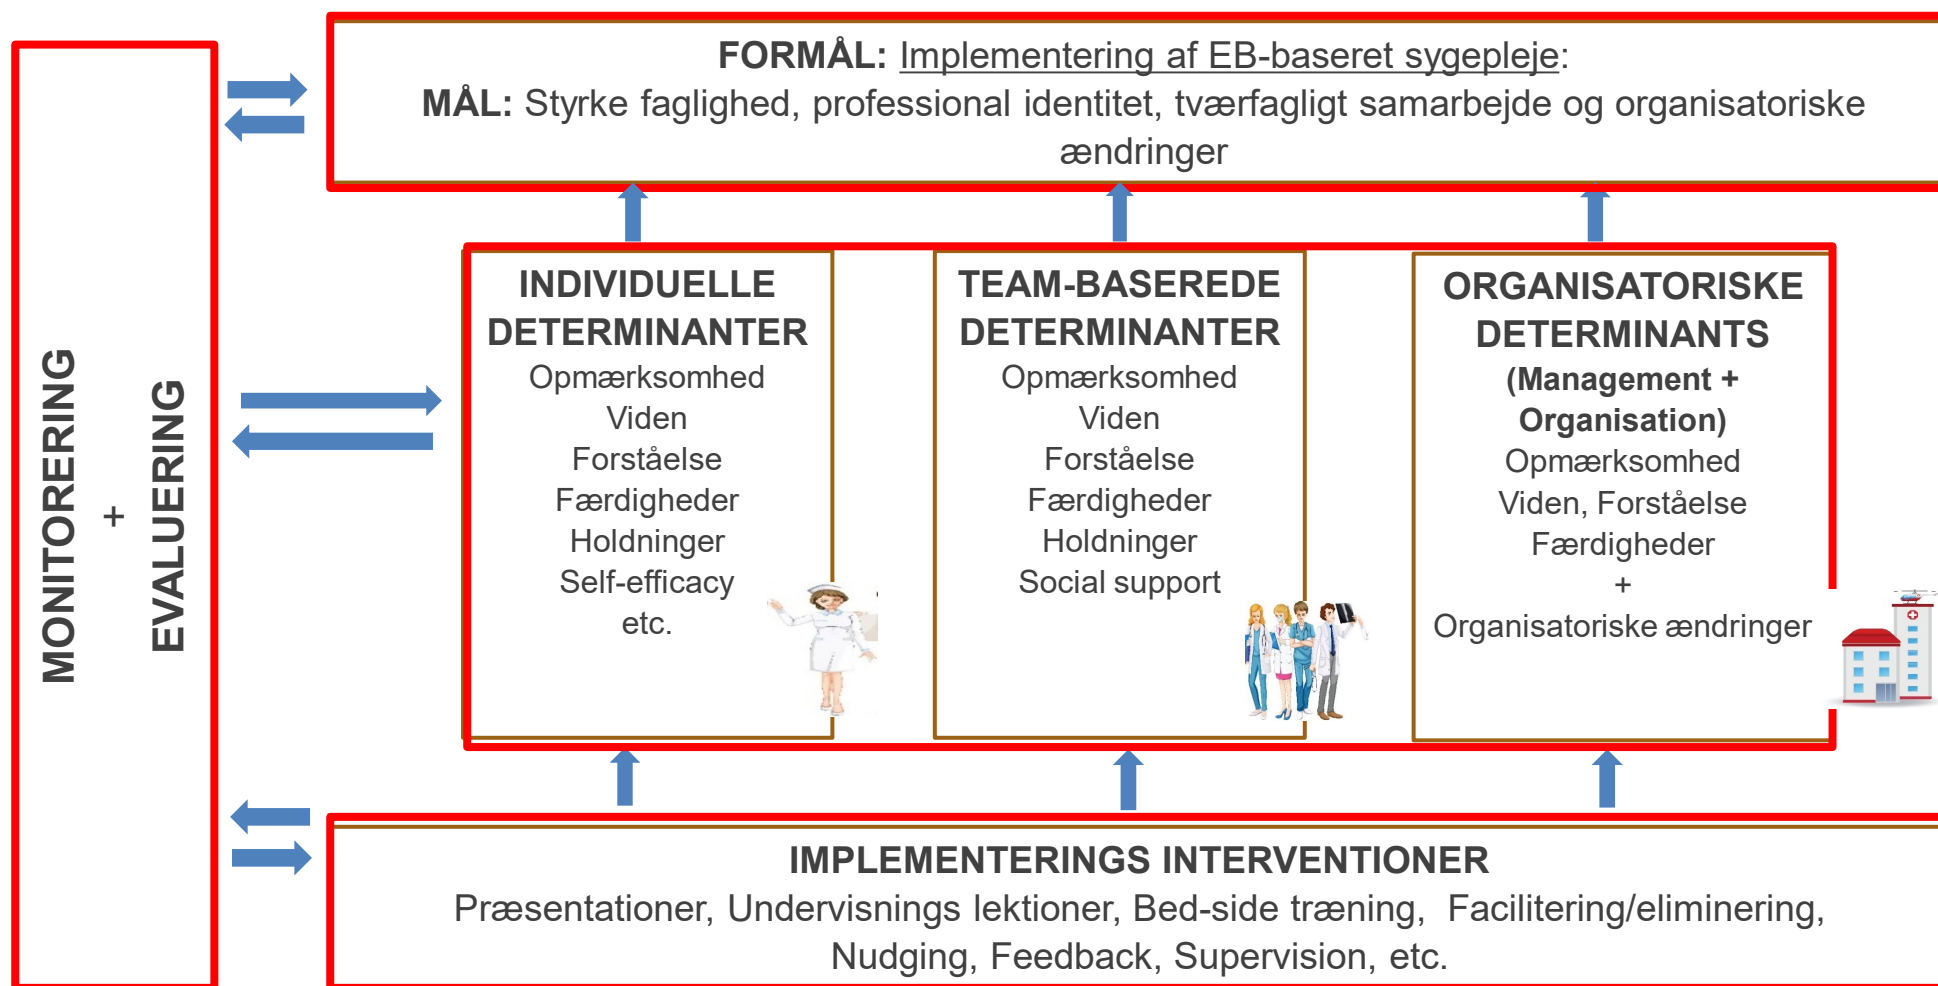 MONITORERING
+
EVALUERING
FORMÅL: Implementering af EB-baseret sygepleje:
MÅL: Styrke faglighed, professional identitet, tværfagligt samarbejde og organisatoriske
ændringer
INDIVIDUELLE
DETERMINANTER
Opmærksomhed
Viden
Forståelse
Færdigheder
Holdninger
Self-efficacy
etc.
TEAM-BASEREDE
DETERMINANTER
Opmærksomhed
Viden
Forståelse
Færdigheder
Holdninger
Social support
ORGANISATORISKE
DETERMINANTS
(Management +
Organisation)
Opmærksomhed
Viden, Forståelse
Færdigheder
+
Organisatoriske ændringer
IMPLEMENTERINGS INTERVENTIONER
Præsentationer, Undervisnings lektioner, Bed-side træning, Facilitering/eliminering,
Nudging, Feedback, Supervision, etc.